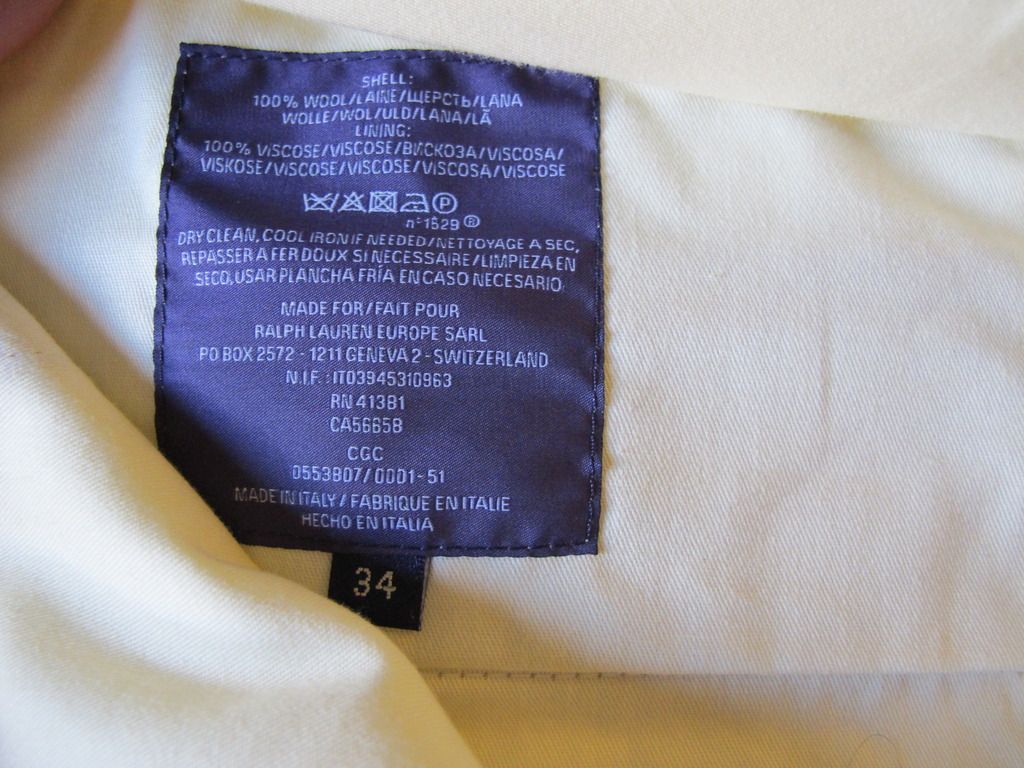 SHELL:
100% WOOL/LAINE/ШЕРСТЬ/LANA
WOLLE/WOL/ULD/LANA/LÃ
LINING:
100% VISCOSE/VISCOSE/ВИСКОЗА/VISCOSA/
VISKOSE/VISCOSE/VISCOSE/VISCOSA/VISCOSE
P
n°1629 ®
DRY CLEAN, COOL IRON IF NEEDED/NETTOYAGE A SEC,
REPASSER A FER DOUX SI NECESSAIRE/LIMPIEZA EN
SECO, USAR PLANCHA FRÍA EN CASO NECESARIO
MADE FOR/FAIT POUR
RALPH LAUREN EUROPE SARL
PO BOX 2572 - 1211 GENEVA 2 - SWITZERLAND
N.I.F.: IT03945310963
RN 41381
CA56658
CGC
0553807/0001-51
MADE IN ITALY / FABRIQUE EN ITALIE
HECHO EN ITALIA
34